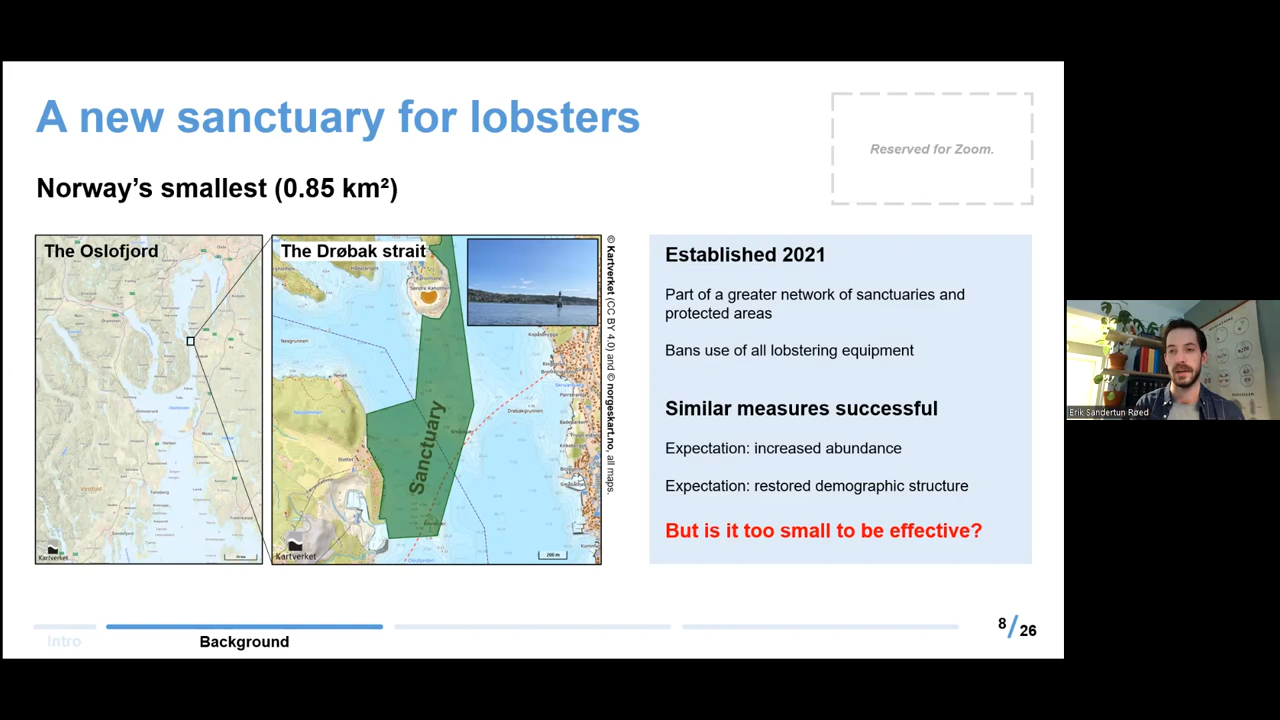 A new sanctuary for lobsters
Reserved for Zoom.
Norway’s smallest (0.85 km²)
The Oslofjord
The Drøbak strait
Sanctuary
Kartverket
Kartverket
200 m
© Kartverket (CC BY 4.0) and © norgeskart.no, all maps.
Established 2021
Part of a greater network of sanctuaries and
protected areas
Bans use of all lobstering equipment
Similar measures successful
Expectation: increased abundance
Expectation: restored demographic structure
But is it too small to be effective?
Erik Sandertun Røed
Intro
Background
8/26